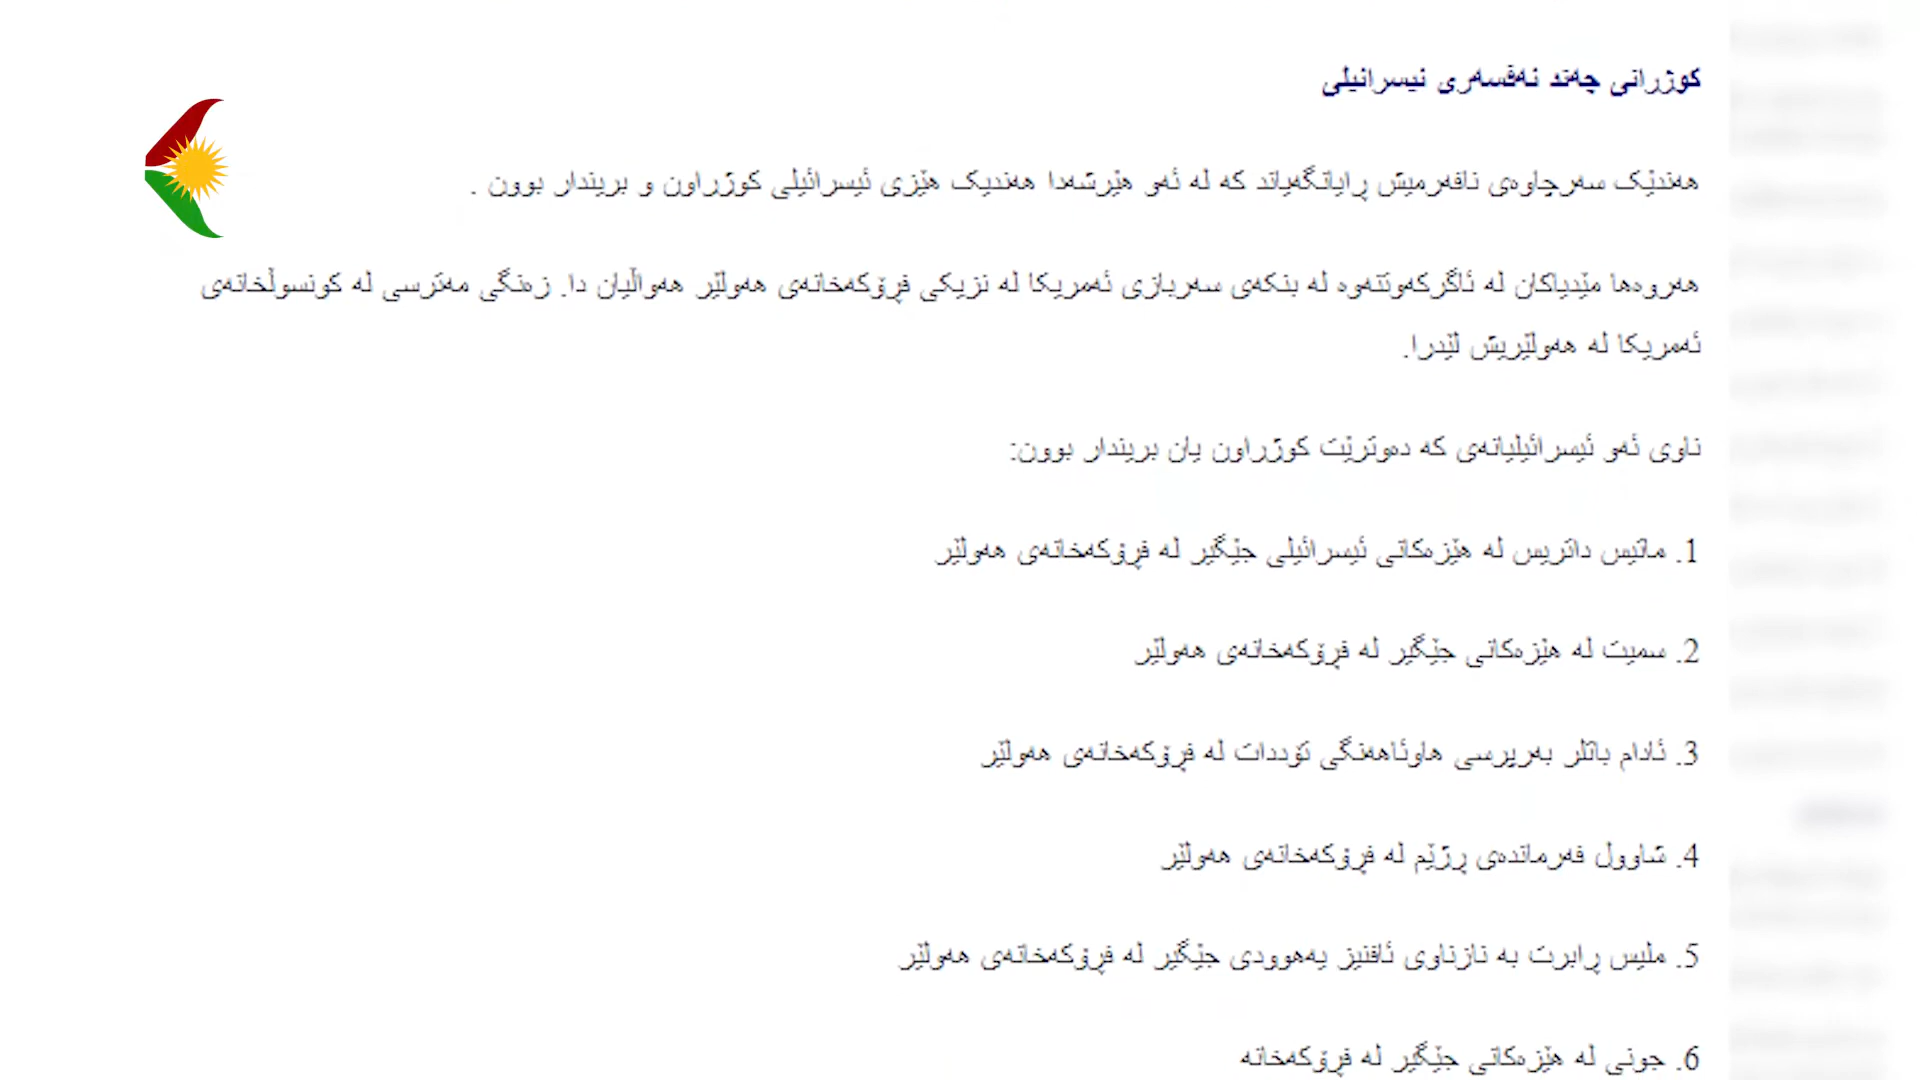 کوژرانی چەند ئەفسەری ئیسرائیلی
هەندێک سەرچاوەی نافەرمیش ڕایانگەیاند کە لە ئەو هێرشەدا هەندیک هێزی ئیسرائیلی کوژراون و بریندار بوون .
هەروەها مێدیاکان لە ئاگرکەوتنەوە لە بنکەی سەربازی ئەمریکا لە نزیکی فڕۆکەخانەی هەولێر هەواڵیان دا. زەنگی مەترسی لە کونسوڵخانەی
ئەمریکا لە هەولێریش لێدرا.
ناوی ئەو ئیسرائیلیانەی کە دەوترێت کوژراون یان بریندار بوون:
1. ماتیس داتریس لە هێزەکانی ئیسرائیلی جێگیر لە فڕۆکەخانەی هەولێر
2. سمیت لە هێزەکانی جێگیر لە فڕۆکەخانەی هەولێر
3. ئادام باتلر بەرپرسی هاوئاهەنگی تۆددات لە فڕۆکەخانەی هەولێر
4. شاوول فەرماندەی ڕژێم لە فڕۆکەخانەی هەولێر
5. ملیس ڕابرت بە نازناوی ئافنیز یەهوودی جێگیر لە فڕۆکەخانەی هەولێر
6. جونی لە هێزەکانی جێگیر لە فڕۆکەخانە